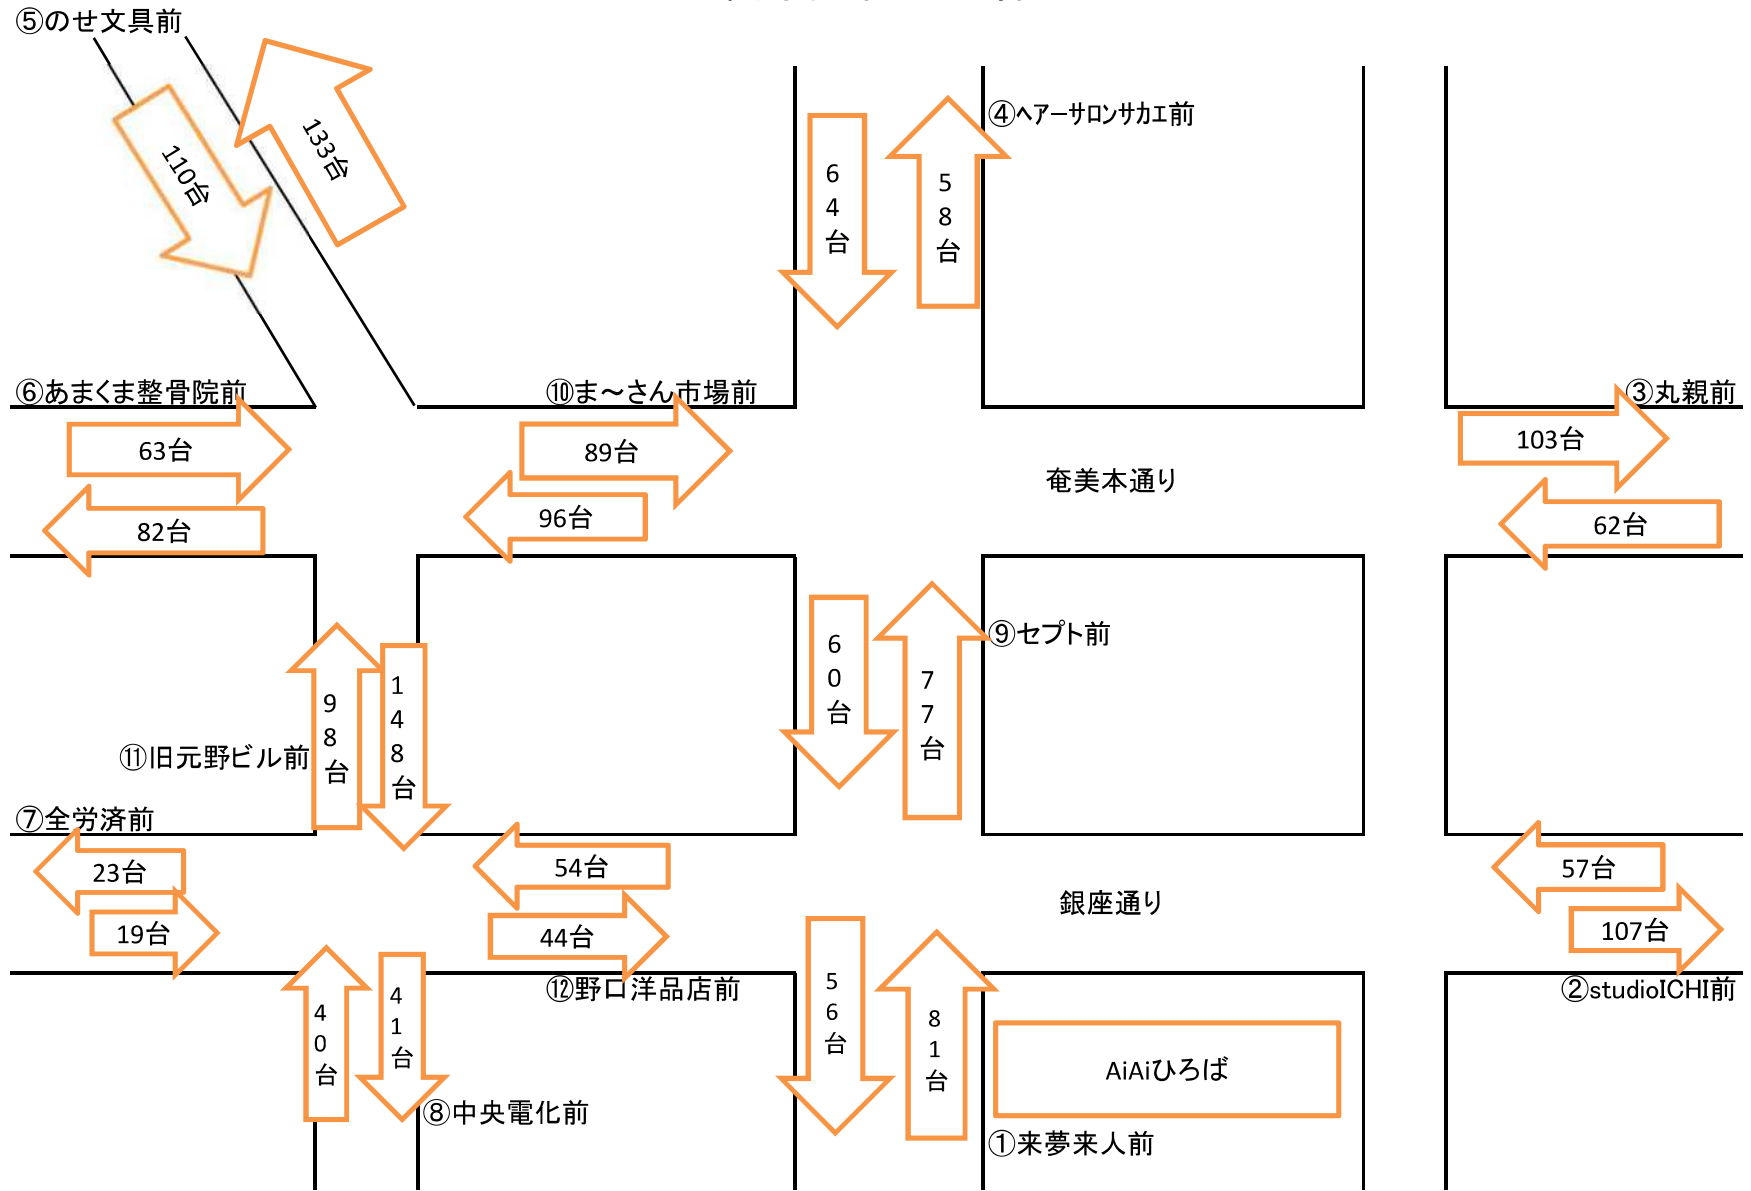 ⑤のせ文具前
110台
133台
64台
58台
④ヘアーサロンサカエ前
⑥あまくま整骨院前
⑩ま～さん市場前
③丸親前
63台
89台
103台
82台
96台
奄美本通り
62台
98台
148台
60台
77台
⑨セプト前
⑪旧元野ビル前
⑦全労済前
23台
54台
57台
19台
44台
銀座通り
107台
40台
41台
⑫野口洋品店前
56台
81台
②studioICHI前
AiAiひろば
⑧中央電化前
①来夢来人前